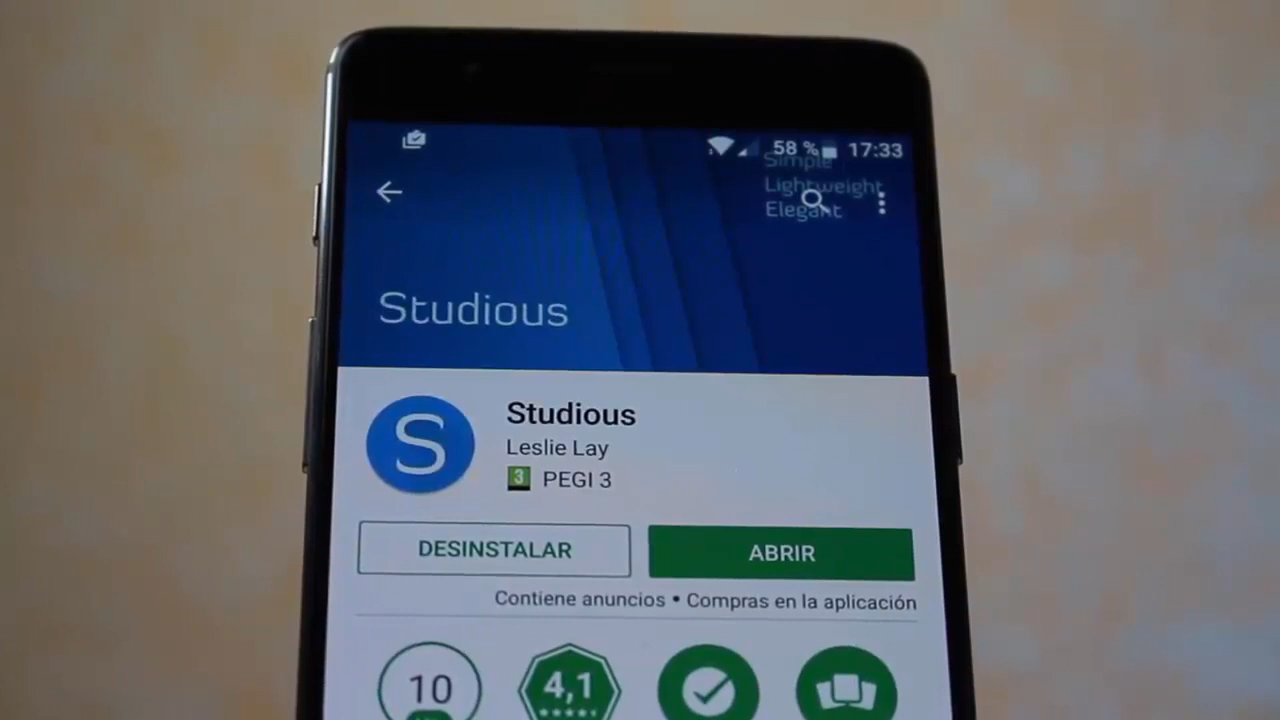 58 % 17:33
Simple
Lightweight
Elegant
Studious
S
Studious
Leslie Lay
3 PEGI 3
DESINSTALAR
ABRIR
Contiene anuncios • Compras en la aplicación
10
4,1